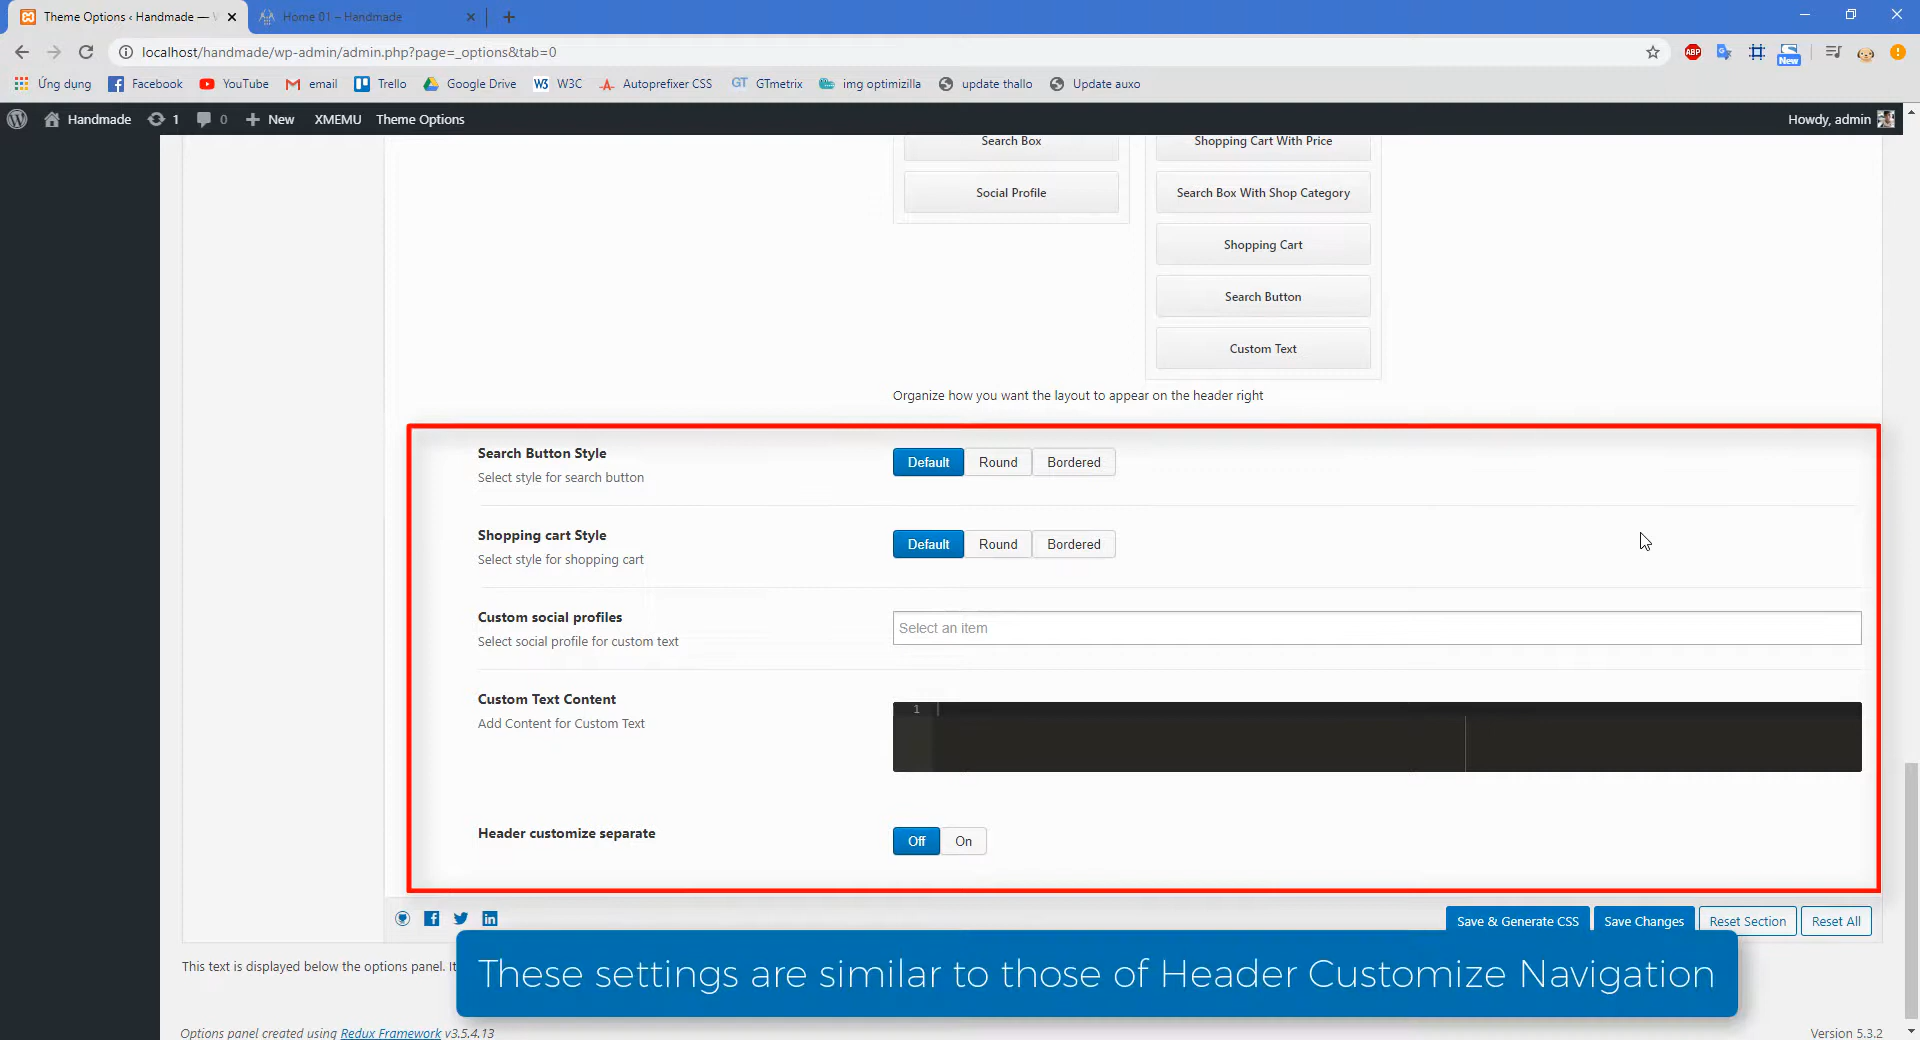 Theme Options ‹ Handmade — W
Home 01 – Handmade
localhost/handmade/wp-admin/admin.php?page=_options&tab=0
ABP
New
Ứng dụng
Facebook
YouTube
email
Trello
Google Drive
W3 W3C
Autoprefixer CSS
GT GTmetrix
img optimizilla
update thallo
Update auxo
Handmade
1
0
New
XMEMU
Theme Options
Howdy, admin
Search Box
Shopping Cart With Price
Social Profile
Search Box With Shop Category
Shopping Cart
Search Button
Custom Text
Organize how you want the layout to appear on the header right
Search Button Style
Select style for search button
Default Round Bordered
Shopping cart Style
Select style for shopping cart
Default Round Bordered
Custom social profiles
Select social profile for custom text
Select an item
Custom Text Content
Add Content for Custom Text
1
Header customize separate
Off On
Save & Generate CSS
Save Changes
Reset Section
Reset All
This text is displayed below the options panel. It
These settings are similar to those of Header Customize Navigation
Options panel created using Redux Framework v3.5.4.13
Version 5.3.2